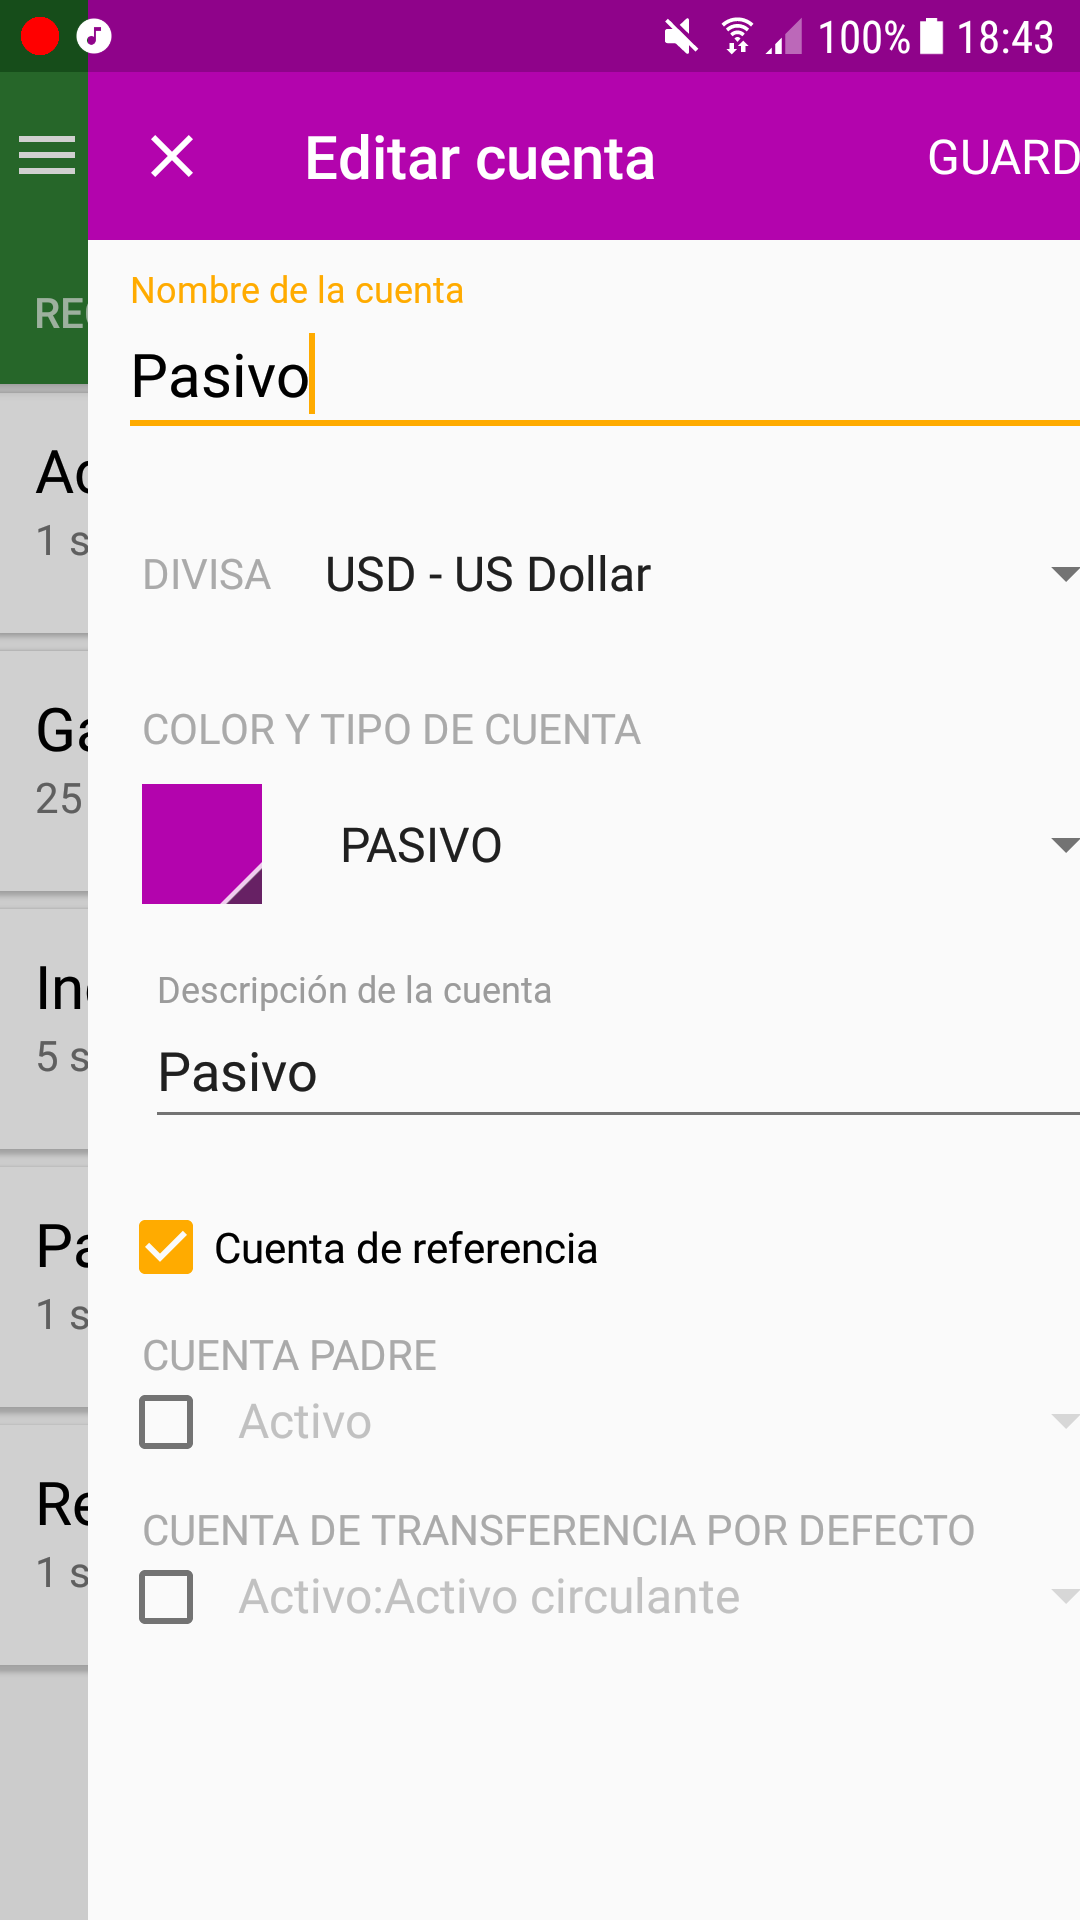 100% 18:43
Editar cuenta GUARD
REC
Nombre de la cuenta
Pasivo
Ac
1 s
DIVISA USD - US Dollar
Ga
25
COLOR Y TIPO DE CUENTA
PASIVO
In
5 s
Descripción de la cuenta
Pasivo
Pa
1 s
Cuenta de referencia
CUENTA PADRE
Activo
Re
1 s
CUENTA DE TRANSFERENCIA POR DEFECTO
Activo:Activo circulante